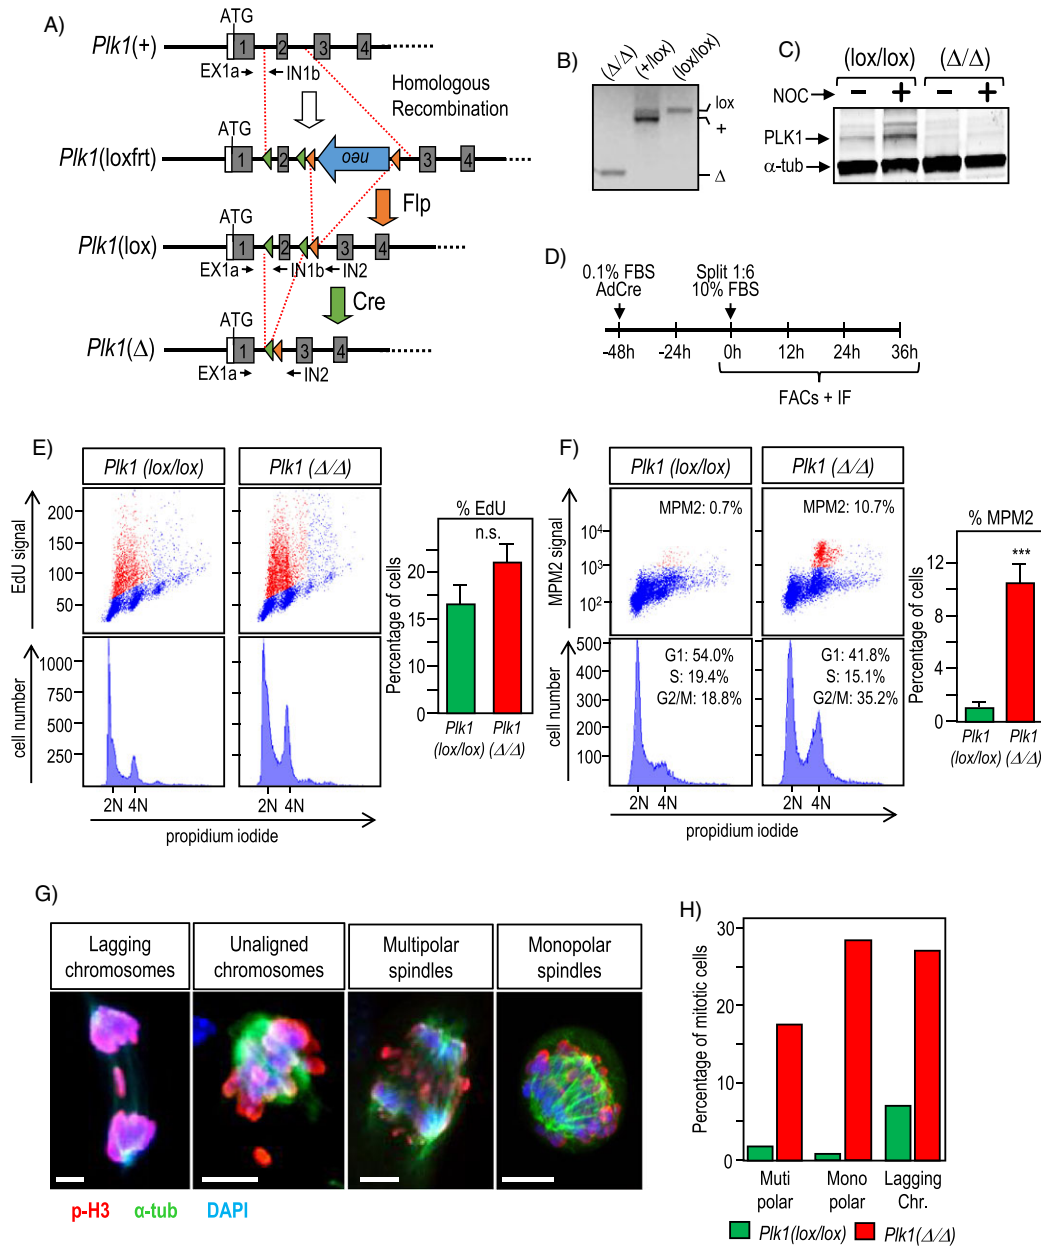 A)
ATG
Plk1(+)
1 2 3 4
EX1a IN1b
Homologous
Recombination
ATG
Plk1(loxfrt)
1 2 neo 3 4
Flp
ATG
Plk1(lox)
1 2 3 4
EX1a IN1b IN2
Cre
ATG
Plk1(Δ)
1 3 4
EX1a IN2
B)
(Δ/Δ) (+/lox) (lox/lox)
lox
+
Δ
C)
(lox/lox) (Δ/Δ)
NOC − + − +
PLK1
α-tub
D)
0.1% FBS
AdCre
Split 1:6
10% FBS
-48h -24h 0h 12h 24h 36h
FACs + IF
E)
Plk1 (lox/lox) Plk1 (Δ/Δ)
EdU signal
200
150
100
50
cell number
1000
750
500
250
2N 4N 2N 4N
propidium iodide
% EdU
n.s.
Percentage of cells
20
15
10
5
0
Plk1 (lox/lox)
Plk1 (Δ/Δ)
F)
Plk1 (lox/lox) Plk1 (Δ/Δ)
MPM2 signal
MPM2: 0.7% MPM2: 10.7%
10⁴
10³
10²
cell number
500
400
300
200
100
G1: 54.0%
S: 19.4%
G2/M: 18.8%
G1: 41.8%
S: 15.1%
G2/M: 35.2%
2N 4N 2N 4N
propidium iodide
% MPM2
***
Percentage of cells
12
8
4
0
Plk1 (lox/lox)
Plk1 (Δ/Δ)
G)
Lagging
chromosomes
Unaligned
chromosomes
Multipolar
spindles
Monopolar
spindles
p-H3 α-tub DAPI
H)
Percentage of mitotic cells
30
20
10
0
Muti
polar
Mono
polar
Lagging
Chr.
Plk1(lox/lox) Plk1(Δ/Δ)